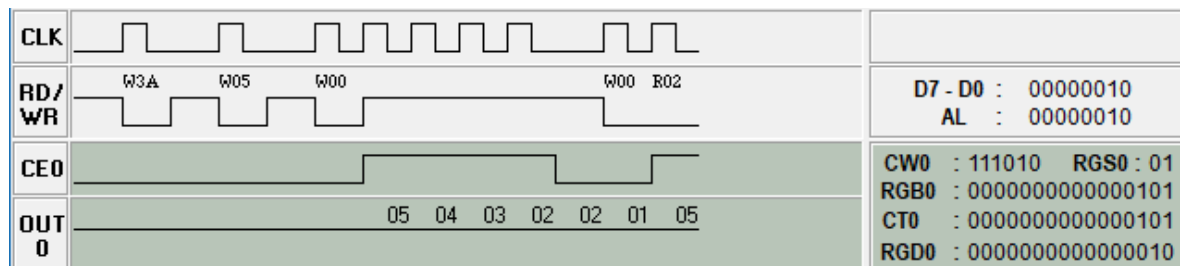 CLK
RD/
WR
W3A W05 W00 W00 R02
CE0
OUT
0
05 04 03 02 02 01 05
D7 - D0 : 00000010
AL : 00000010
CW0 : 111010 RGS0 : 01
RGB0 : 0000000000000101
CT0 : 0000000000000101
RGD0 : 0000000000000010